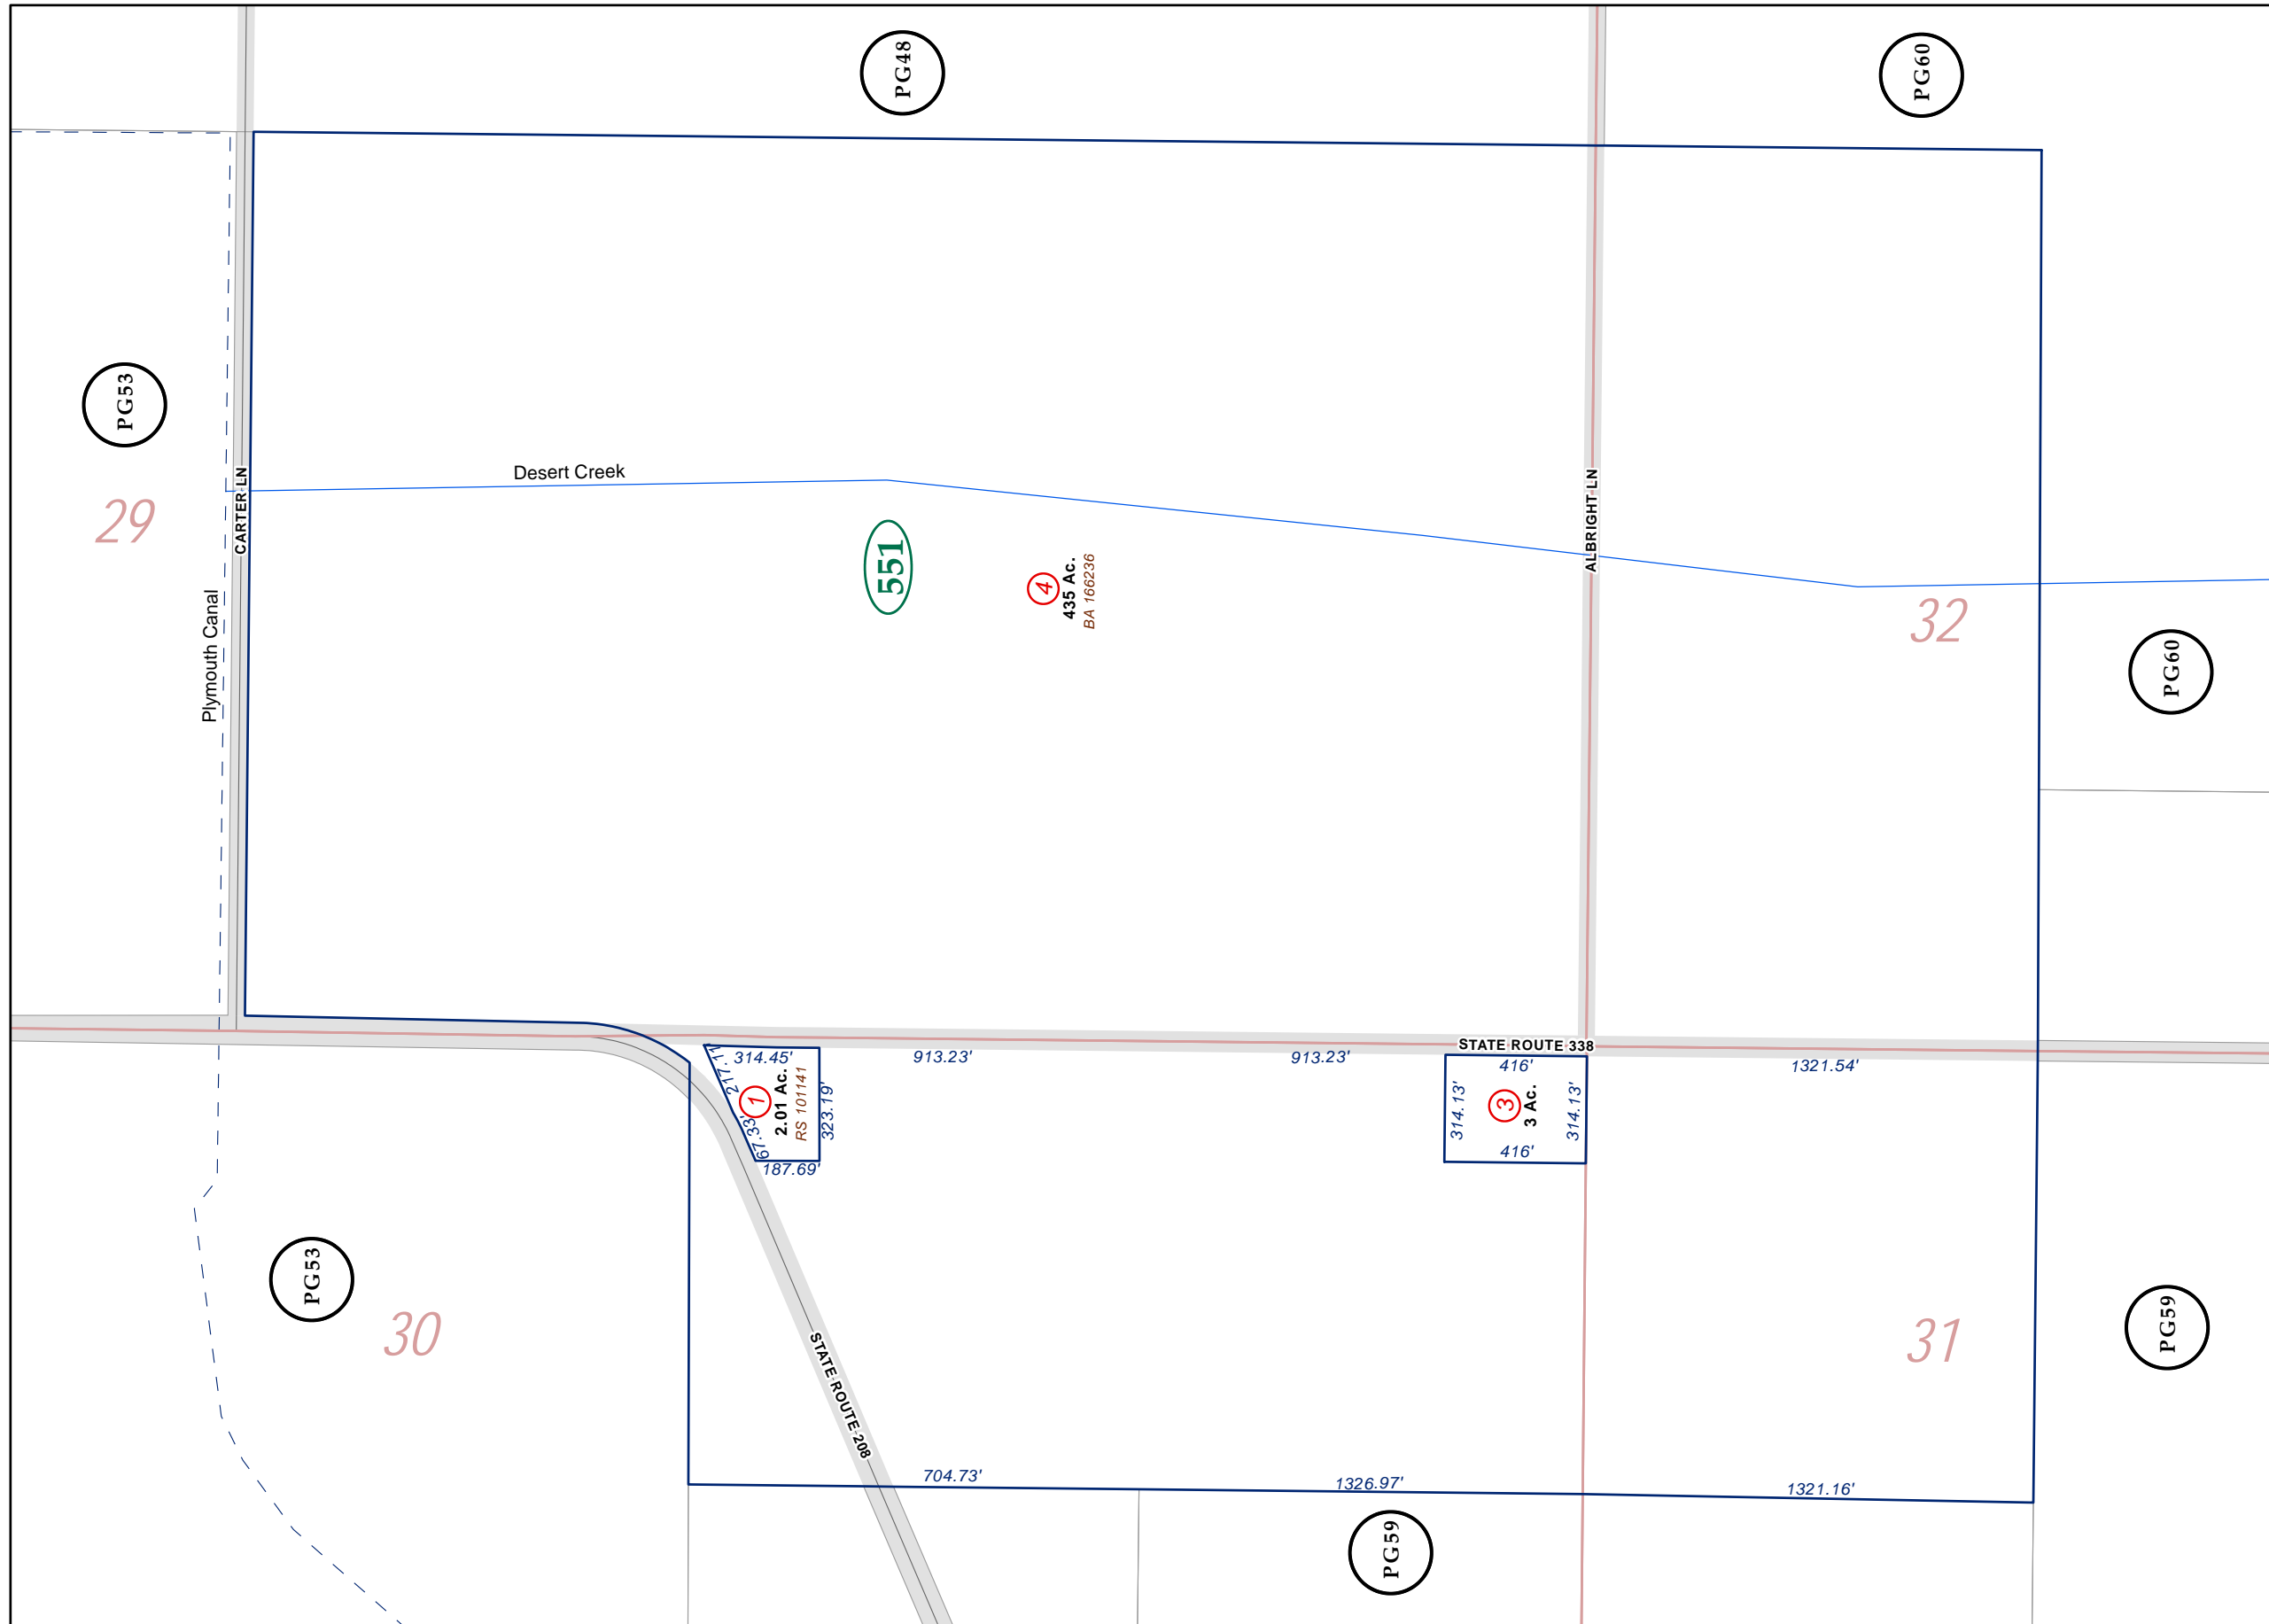 PG48
PG60
PG53
29
CARTER LN
Plymouth Canal
Desert Creek
551
4
435 Ac.
BA 166236
ALBRIGHT LN
32
PG60
STATE ROUTE 338
217.11'
314.45'
913.23'
913.23'
416'
1321.54'
1
2.01 Ac.
RS 101141
67.33'
323.19'
187.69'
314.13'
3
3 Ac.
314.13'
416'
PG53
30
STATE ROUTE 208
31
PG59
704.73'
1326.97'
1321.16'
PG59